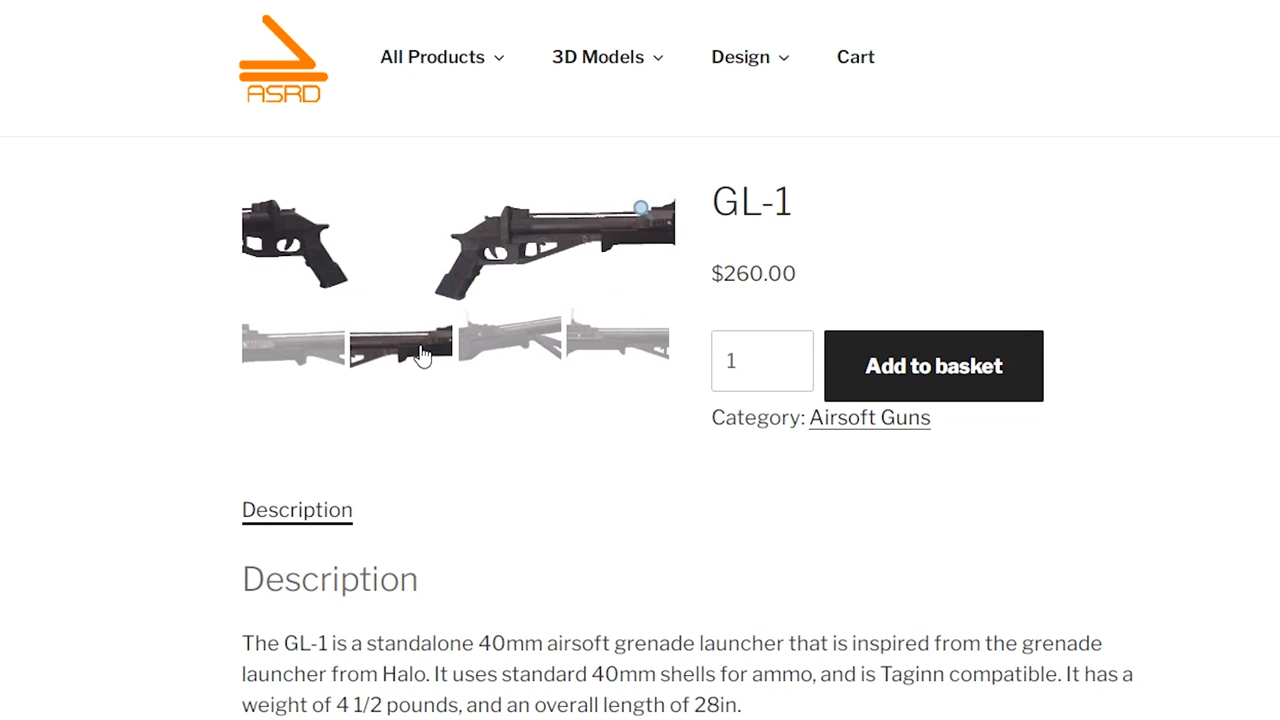 ASRD
All Products
3D Models
Design
Cart
GL-1
$260.00
1
Add to basket
Category: Airsoft Guns
Description
Description
The GL-1 is a standalone 40mm airsoft grenade launcher that is inspired from the grenade
launcher from Halo. It uses standard 40mm shells for ammo, and is Taginn compatible. It has a
weight of 4 1/2 pounds, and an overall length of 28in.